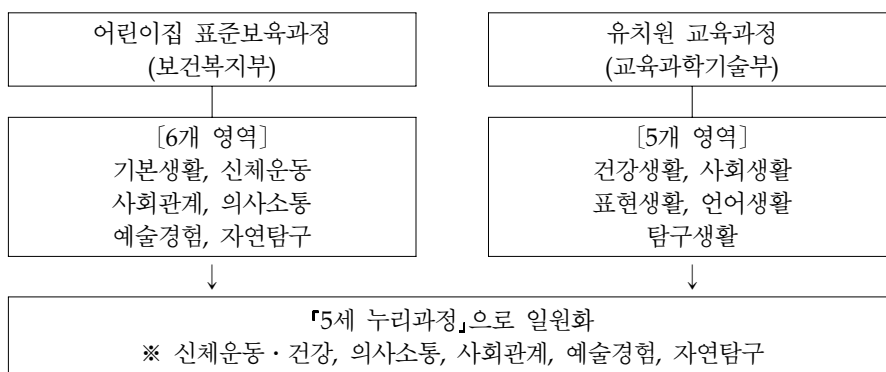 어린이집 표준보육과정
(보건복지부)
유치원 교육과정
(교육과학기술부)
[6개 영역]
기본생활, 신체운동
사회관계, 의사소통
예술경험, 자연탐구
[5개 영역]
건강생활, 사회생활
표현생활, 언어생활
탐구생활
『5세 누리과정』으로 일원화
※ 신체운동・건강, 의사소통, 사회관계, 예술경험, 자연탐구